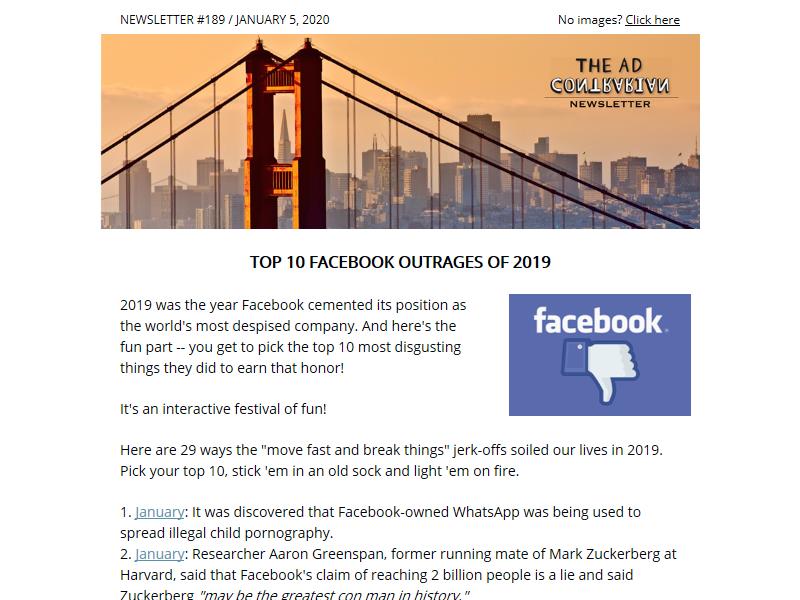 NEWSLETTER #189 / JANUARY 5, 2020
No images? Click here
THE AD
CONTRARIAN
NEWSLETTER
TOP 10 FACEBOOK OUTRAGES OF 2019
2019 was the year Facebook cemented its position as
the world's most despised company. And here's the
fun part -- you get to pick the top 10 most disgusting
things they did to earn that honor!
facebook
It's an interactive festival of fun!
Here are 29 ways the "move fast and break things" jerk-offs soiled our lives in 2019.
Pick your top 10, stick 'em in an old sock and light 'em on fire.
1. January: It was discovered that Facebook-owned WhatsApp was being used to
spread illegal child pornography.
2. January: Researcher Aaron Greenspan, former running mate of Mark Zuckerberg at
Harvard, said that Facebook's claim of reaching 2 billion people is a lie and said
Zuckerberg "may be the greatest con man in history."